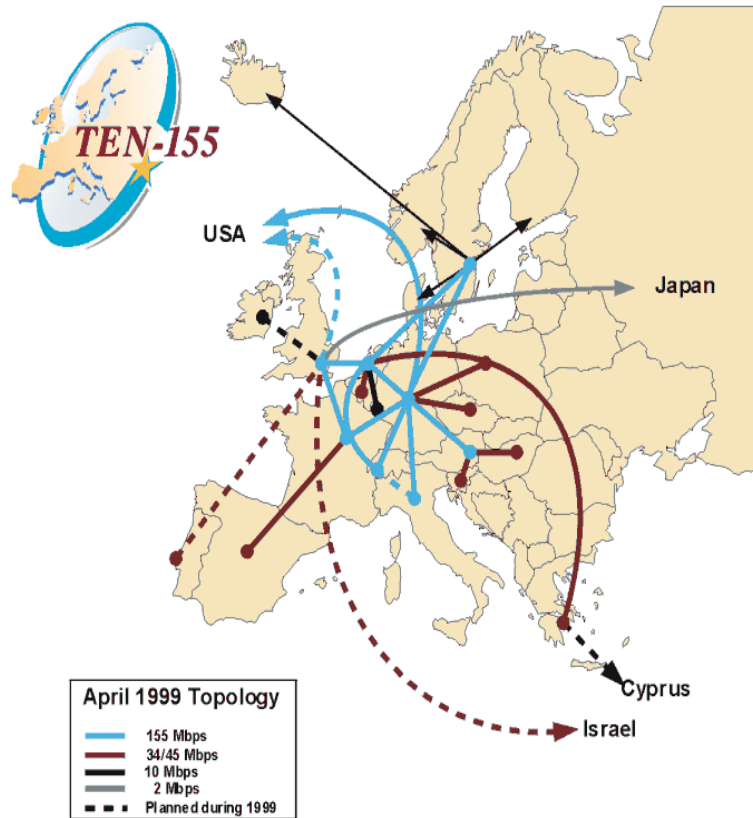 TEN-155
USA
Japan
Cyprus
Israel
April 1999 Topology
155 Mbps
34/45 Mbps
10 Mbps
2 Mbps
Planned during 1999